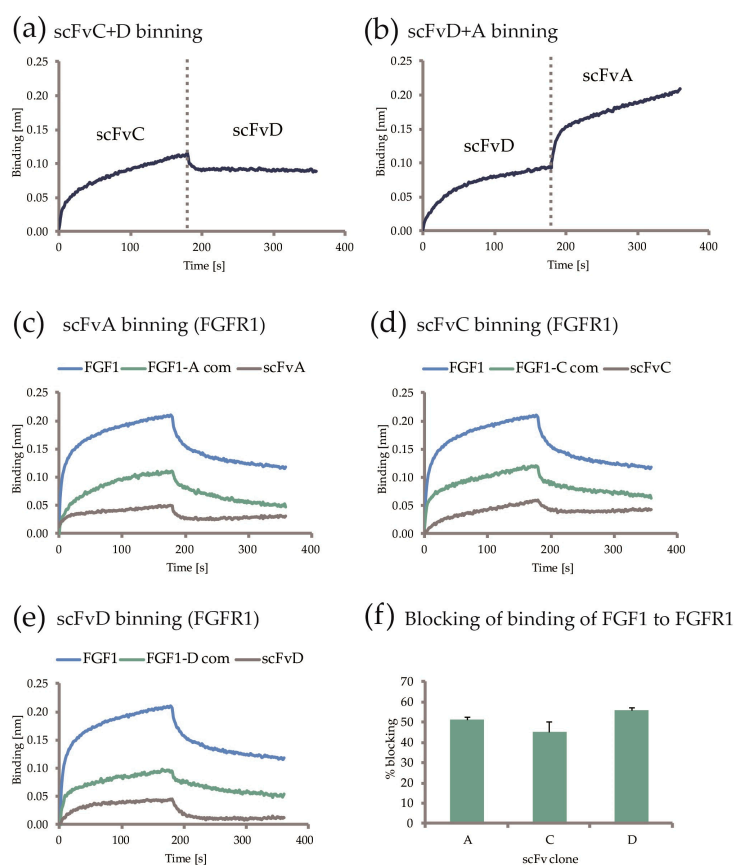 (a) scFvC+D binning
0.25
0.20
0.15
0.10
0.05
0.00
Binding [nm]
scFvC
scFvD
0 100 200 300 400
Time [s]
(b) scFvD+A binning
0.25
0.20
0.15
0.10
0.05
0.00
Binding [nm]
scFvD
scFvA
0 100 200 300 400
Time [s]
(c) scFvA binning (FGFR1)
FGF1 FGF1-A com scFvA
0.25
0.20
0.15
0.10
0.05
0.00
Binding [nm]
0 100 200 300 400
Time [s]
(d) scFvC binning (FGFR1)
FGF1 FGF1-C com scFvC
0.25
0.20
0.15
0.10
0.05
0.00
Binding [nm]
0 100 200 300 400
Time [s]
(e) scFvD binning (FGFR1)
FGF1 FGF1-D com scFvD
0.25
0.20
0.15
0.10
0.05
0.00
Binding [nm]
0 100 200 300 400
Time [s]
(f) Blocking of binding of FGF1 to FGFR1
70
60
50
40
30
20
10
0
% blocking
A C D
scFv clone